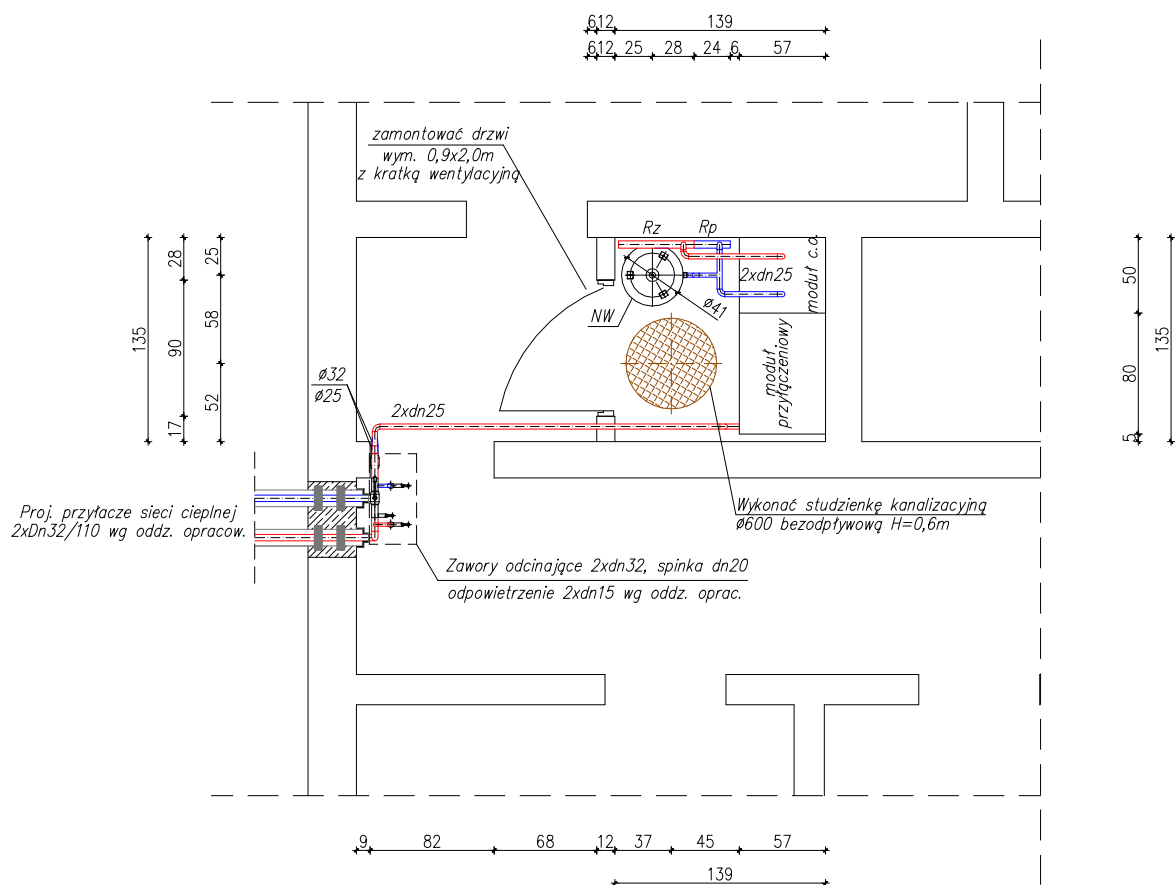 6
12
139
6
12
25
28
24
6
57
zamontować drzwi
wym. 0,9x2,0m
z kratką wentylacyjną
Rz
Rp
2xdn25
moduł c.o.
ø41
NW
moduł
przyłączeniowy
135
28
90
17
25
58
52
50
80
5
135
ø32
ø25
2xdn25
Proj. przyłacze sieci cieplnej
2xDn32/110 wg oddz. opracow.
Wykonać studzienkę kanalizacyjną
ø600 bezodpływową H=0,6m
Zawory odcinające 2xdn32, spinka dn20
odpowietrzenie 2xdn15 wg oddz. oprac.
9
82
68
12
37
45
57
139